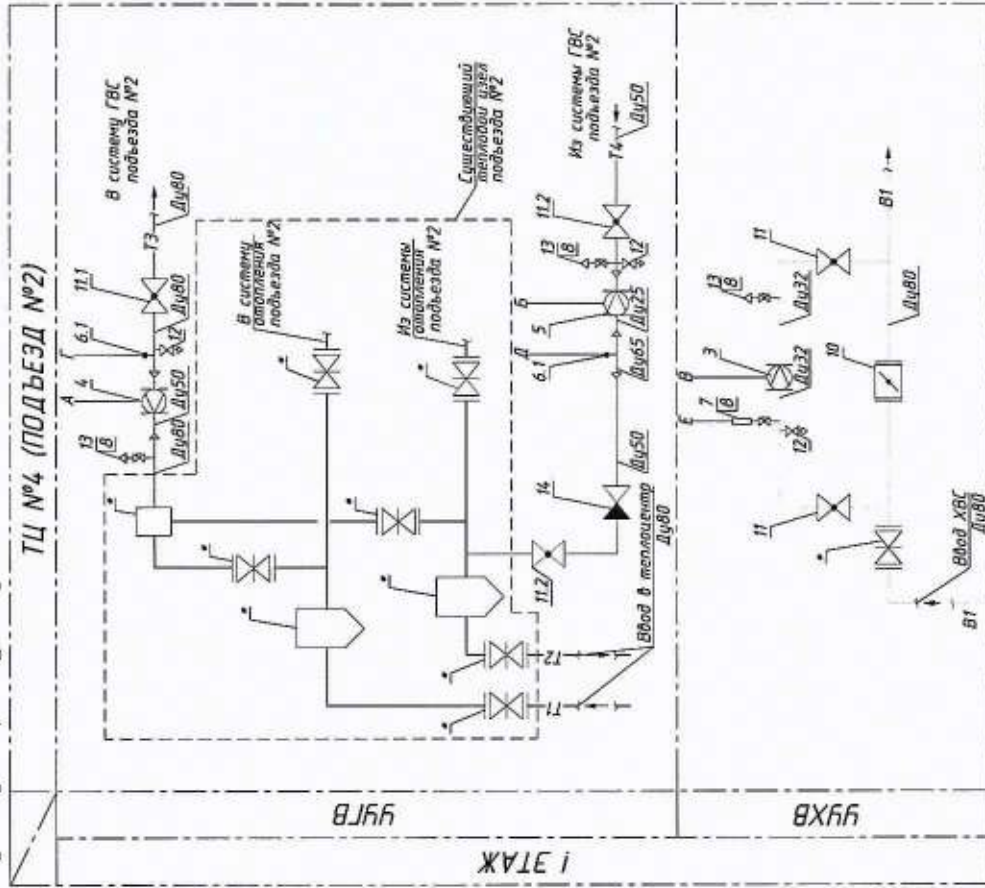 ТЦ №4 (ПОДЪЕЗД №2)
I ЭТАЖ
УУГВ
УУХВ
В систему ГВС
подъезда №2
Ду80
Т3
11.1
Г
6.1
12
Ду80
А
4
Ду50
Ду80
13
8
Ду80
*
*
*
*
*
*
*
*
*
В систему
отопления
подъезда №2
Из системы
отопления
подъезда №2
Существующий
тепловой узел
подъезда №2
Из системы ГВС
подъезда №2
Т4
Ду50
11.2
13
8
12
Б
5
Ду25
Д
6.1
Ду65
Ду50
14
11.2
Ввод в теплоцентр
Ду80
Т2
Т1
В1
11
13
8
Ду32
Ду80
В
3
Ду32
10
Е
7
8
12
11
*
Ввод ХВС
Ду80
В1